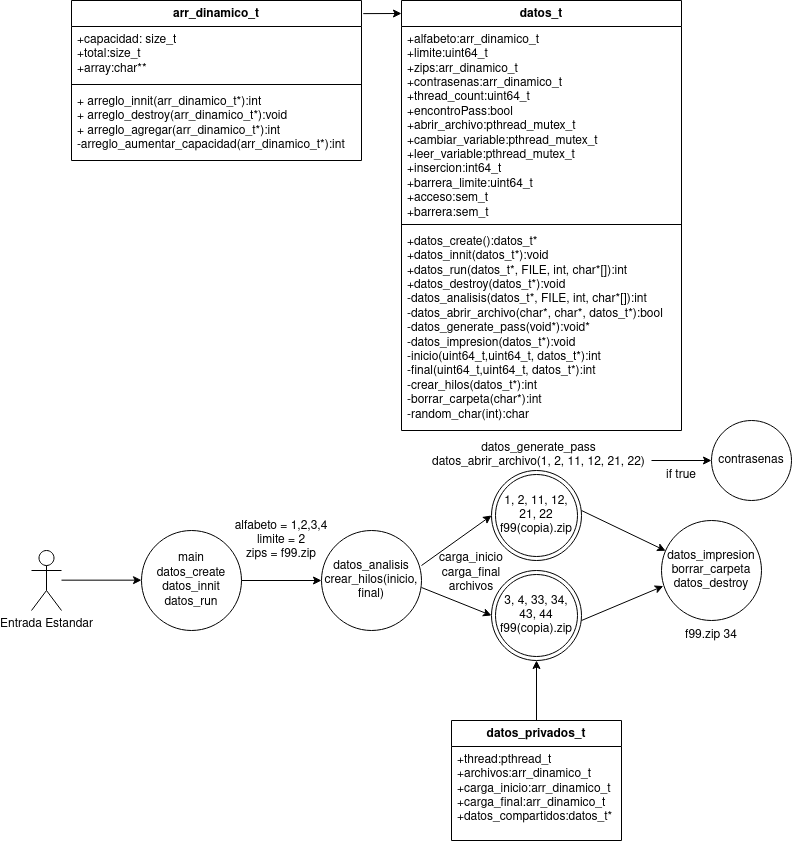 arr_dinamico_t
+capacidad: size_t
+total:size_t
+array:char**
+ arreglo_innit(arr_dinamico_t*):int
+ arreglo_destroy(arr_dinamico_t*):void
+ arreglo_agregar(arr_dinamico_t*):int
-arreglo_aumentar_capacidad(arr_dinamico_t*):int
datos_t
+alfabeto:arr_dinamico_t
+limite:uint64_t
+zips:arr_dinamico_t
+contrasenas:arr_dinamico_t
+thread_count:uint64_t
+encontroPass:bool
+abrir_archivo:pthread_mutex_t
+cambiar_variable:pthread_mutex_t
+leer_variable:pthread_mutex_t
+insercion:int64_t
+barrera_limite:uint64_t
+acceso:sem_t
+barrera:sem_t
+datos_create():datos_t*
+datos_innit(datos_t*):void
+datos_run(datos_t*, FILE, int, char*[]):int
+datos_destroy(datos_t*):void
-datos_analisis(datos_t*, FILE, int, char*[]):int
-datos_abrir_archivo(char*, char*, datos_t*):bool
-datos_generate_pass(void*):void*
-datos_impresion(datos_t*):void
-inicio(uint64_t,uint64_t, datos_t*):int
-final(uint64_t,uint64_t, datos_t*):int
-crear_hilos(datos_t*):int
-borrar_carpeta(char*):int
-random_char(int):char
datos_generate_pass
datos_abrir_archivo(1, 2, 11, 12, 21, 22)
if true
contrasenas
Entrada Estandar
main
datos_create
datos_innit
datos_run
alfabeto = 1,2,3,4
limite = 2
zips = f99.zip
datos_analisis
crear_hilos(inicio,
final)
carga_inicio
carga_final
archivos
1, 2, 11, 12,
21, 22
f99(copia).zip
3, 4, 33, 34,
43, 44
f99(copia).zip
datos_impresion
borrar_carpeta
datos_destroy
f99.zip 34
datos_privados_t
+thread:pthread_t
+archivos:arr_dinamico_t
+carga_inicio:arr_dinamico_t
+carga_final:arr_dinamico_t
+datos_compartidos:datos_t*